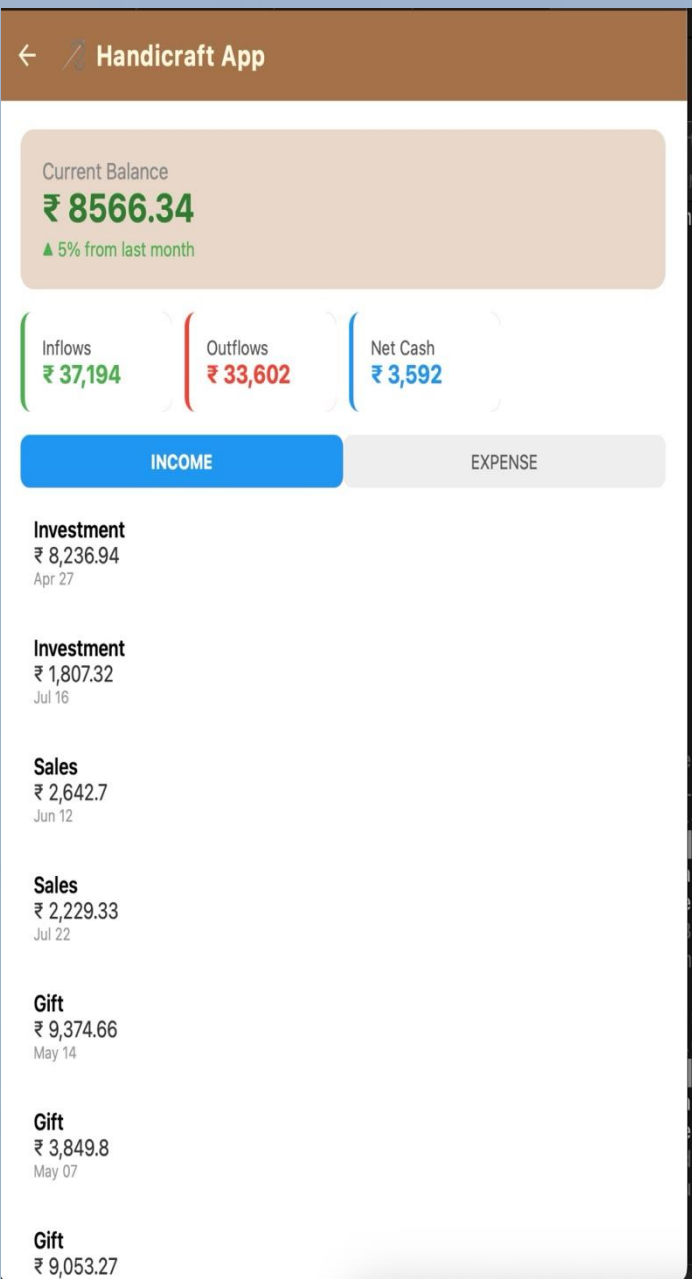 Handicraft App
Current Balance
₹ 8566.34
▲ 5% from last month
Inflows
₹ 37,194
Outflows
₹ 33,602
Net Cash
₹ 3,592
INCOME
EXPENSE
Investment
₹ 8,236.94
Apr 27
Investment
₹ 1,807.32
Jul 16
Sales
₹ 2,642.7
Jun 12
Sales
₹ 2,229.33
Jul 22
Gift
₹ 9,374.66
May 14
Gift
₹ 3,849.8
May 07
Gift
₹ 9,053.27